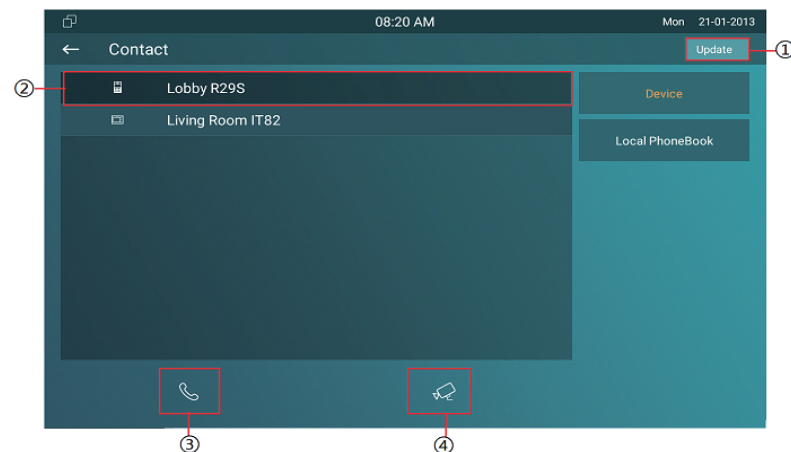 08:20 AM Mon 21-01-2013
← Contact Update ①
② Lobby R29S Device
Living Room IT82
Local PhoneBook
③ ④